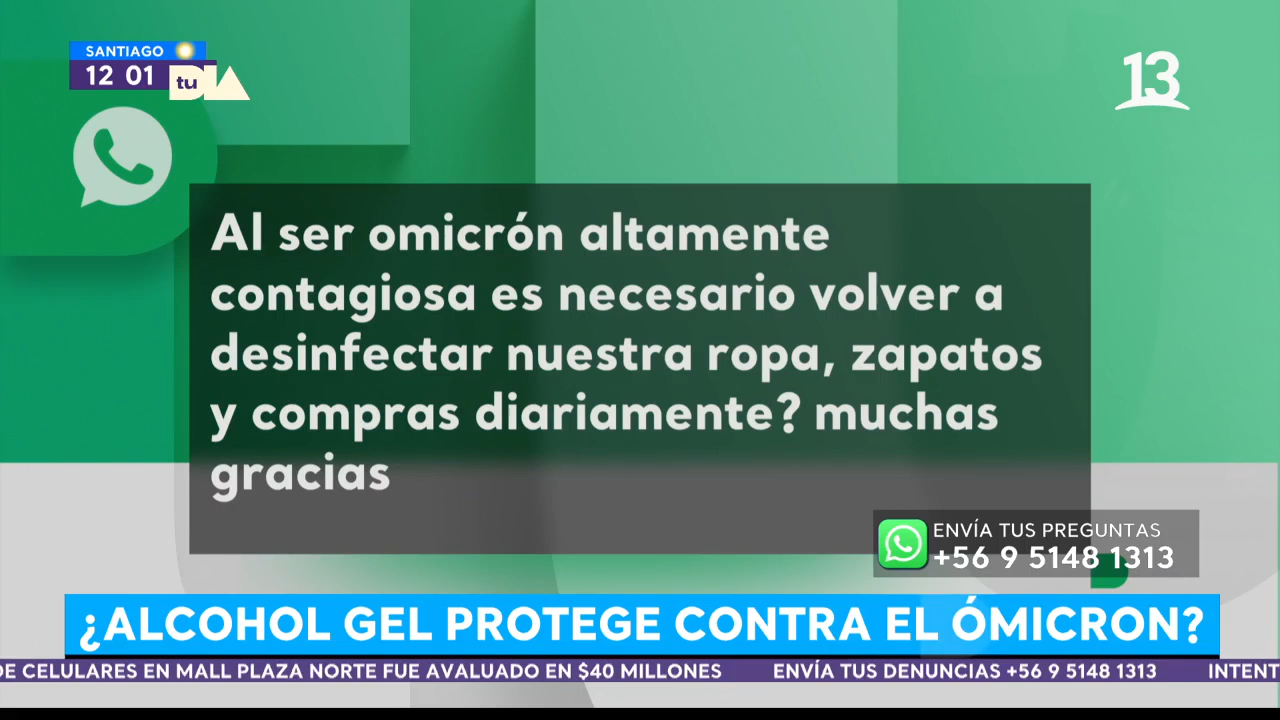 SANTIAGO
12 01
tu DÍA
13
Al ser omicrón altamente
contagiosa es necesario volver a
desinfectar nuestra ropa, zapatos
y compras diariamente? muchas
gracias
ENVÍA TUS PREGUNTAS
+56 9 5148 1313
¿ALCOHOL GEL PROTEGE CONTRA EL ÓMICRON?
DE CELULARES EN MALL PLAZA NORTE FUE AVALUADO EN $40 MILLONES ENVÍA TUS DENUNCIAS +56 9 5148 1313 INTENT